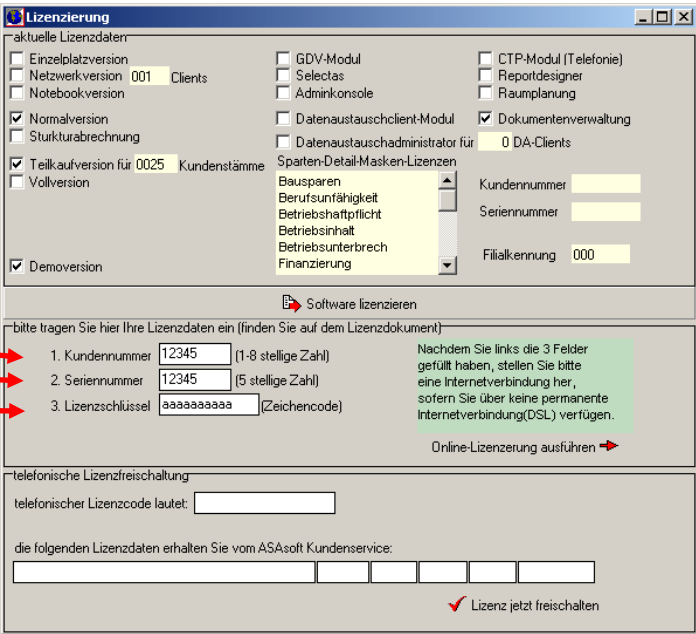 Lizenzierung
aktuelle Lizenzdaten
Einzelplatzversion
Netzwerkversion 001 Clients
Notebookversion
Normalversion
Sturkturabrechnung
Teilkaufversion für 0025 Kundenstämme
Vollversion
Demoversion
GDV-Modul
Selectas
Adminkonsole
Datenaustauschclient-Modul
Datenaustauschadministrator für 0 DA-Clients
CTP-Modul (Telefonie)
Reportdesigner
Raumplanung
Dokumentenverwaltung
Sparten-Detail-Masken-Lizenzen
Bausparen
Berufsunfähigkeit
Betriebshaftpflicht
Betriebsinhalt
Betriebsunterbrech
Finanzierung
Kundennummer
Seriennummer
Filialkennung 000
Software lizenzieren
bitte tragen Sie hier Ihre Lizenzdaten ein (finden Sie auf dem Lizenzdokument)
1. Kundennummer 12345 (1-8 stellige Zahl)
2. Seriennummer 12345 (5 stellige Zahl)
3. Lizenzschlüssel aaaaaaaaaa (Zeichencode)
Nachdem Sie links die 3 Felder
gefüllt haben, stellen Sie bitte
eine Internetverbindung her,
sofern Sie über keine permanente
Internetverbindung(DSL) verfügen.
Online-Lizenzerung ausführen
telefonische Lizenzfreischaltung
telefonischer Lizenzcode lautet:
die folgenden Lizenzdaten erhalten Sie vom ASAsoft Kundenservice:
Lizenz jetzt freischalten